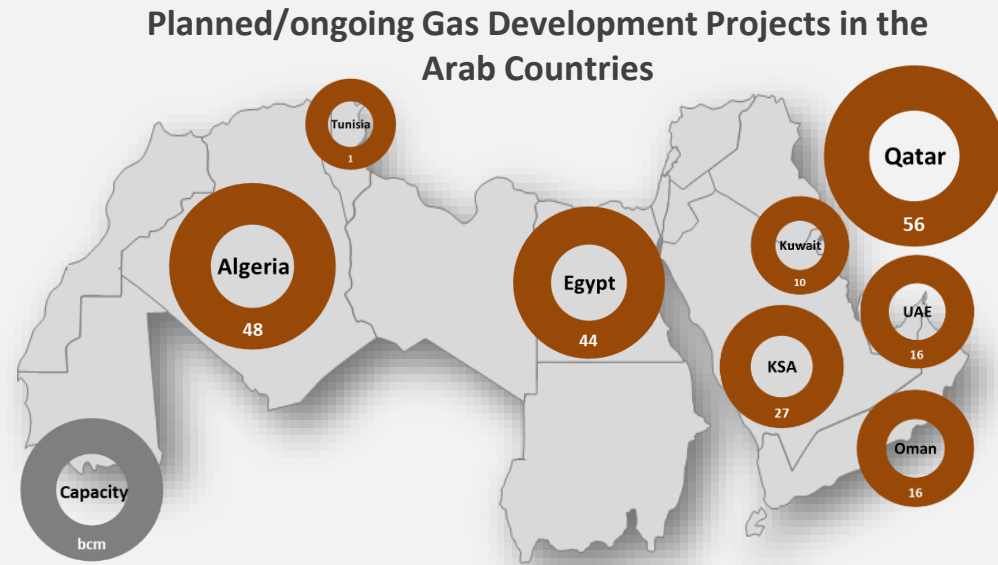 Planned/ongoing Gas Development Projects in the
Arab Countries
Tunisia
1
Qatar
56
Algeria
48
Egypt
44
Kuwait
10
UAE
16
KSA
27
Oman
16
Capacity
bcm